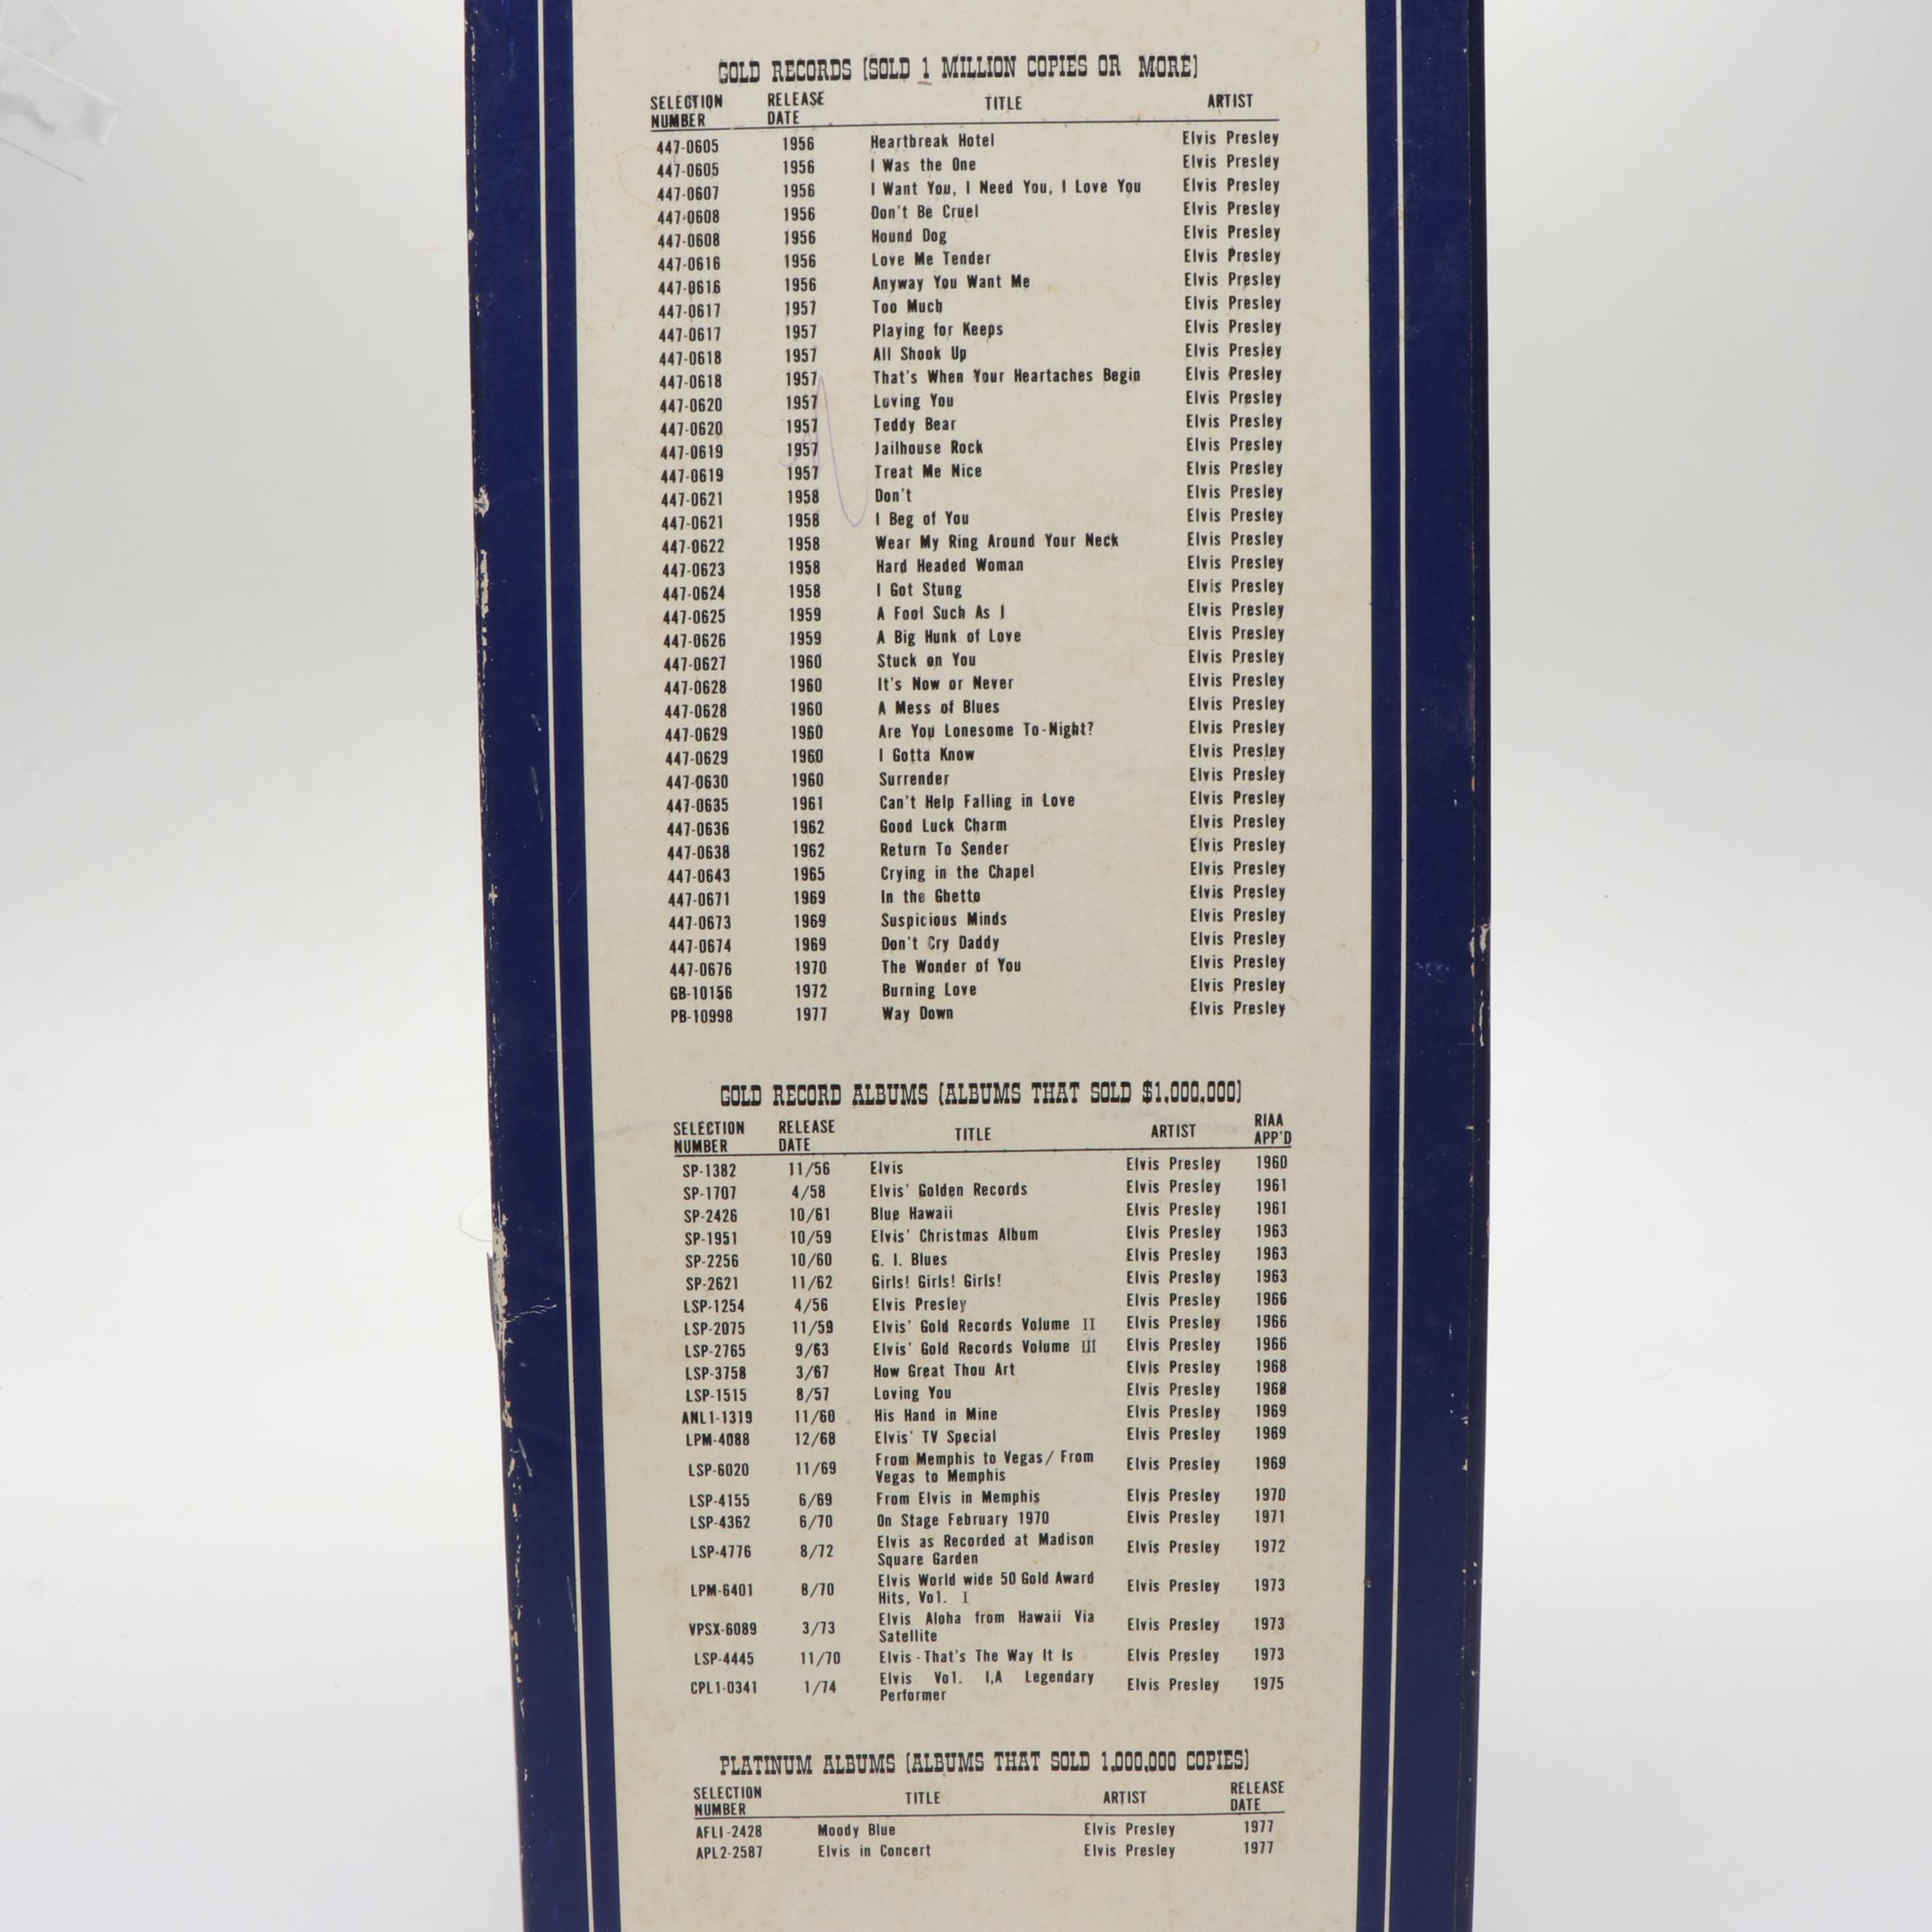 GOLD RECORDS (SOLD 1 MILLION COPIES OR MORE)
SELECTION NUMBER RELEASE DATE TITLE ARTIST
447-0605 1956 Heartbreak Hotel Elvis Presley
447-0605 1956 I Was the One Elvis Presley
447-0607 1956 I Want You, I Need You, I Love You Elvis Presley
447-0608 1956 Don't Be Cruel Elvis Presley
447-0608 1956 Hound Dog Elvis Presley
447-0616 1956 Love Me Tender Elvis Presley
447-0616 1956 Anyway You Want Me Elvis Presley
447-0617 1957 Too Much Elvis Presley
447-0617 1957 Playing for Keeps Elvis Presley
447-0618 1957 All Shook Up Elvis Presley
447-0618 1957 That's When Your Heartaches Begin Elvis Presley
447-0620 1957 Loving You Elvis Presley
447-0620 1957 Teddy Bear Elvis Presley
447-0619 1957 Jailhouse Rock Elvis Presley
447-0619 1957 Treat Me Nice Elvis Presley
447-0621 1958 Don't Elvis Presley
447-0621 1958 I Beg of You Elvis Presley
447-0622 1958 Wear My Ring Around Your Neck Elvis Presley
447-0623 1958 Hard Headed Woman Elvis Presley
447-0624 1958 I Got Stung Elvis Presley
447-0625 1959 A Fool Such As I Elvis Presley
447-0626 1959 A Big Hunk of Love Elvis Presley
447-0627 1960 Stuck on You Elvis Presley
447-0628 1960 It's Now or Never Elvis Presley
447-0628 1960 A Mess of Blues Elvis Presley
447-0629 1960 Are You Lonesome To-Night? Elvis Presley
447-0629 1960 I Gotta Know Elvis Presley
447-0630 1960 Surrender Elvis Presley
447-0635 1961 Can't Help Falling in Love Elvis Presley
447-0636 1962 Good Luck Charm Elvis Presley
447-0638 1962 Return To Sender Elvis Presley
447-0643 1965 Crying in the Chapel Elvis Presley
447-0671 1969 In the Ghetto Elvis Presley
447-0673 1969 Suspicious Minds Elvis Presley
447-0674 1969 Don't Cry Daddy Elvis Presley
447-0676 1970 The Wonder of You Elvis Presley
GB-10156 1972 Burning Love Elvis Presley
PB-10998 1977 Way Down Elvis Presley
GOLD RECORD ALBUMS (ALBUMS THAT SOLD $1,000,000)
SELECTION NUMBER RELEASE DATE TITLE ARTIST RIAA APP'D
SP-1382 11/56 Elvis Elvis Presley 1960
SP-1707 4/58 Elvis' Golden Records Elvis Presley 1961
SP-2426 10/61 Blue Hawaii Elvis Presley 1961
SP-1951 10/59 Elvis' Christmas Album Elvis Presley 1963
SP-2256 10/60 G. I. Blues Elvis Presley 1963
SP-2621 11/62 Girls! Girls! Girls! Elvis Presley 1963
LSP-1254 4/56 Elvis Presley Elvis Presley 1966
LSP-2075 11/59 Elvis' Gold Records Volume II Elvis Presley 1966
LSP-2765 9/63 Elvis' Gold Records Volume III Elvis Presley 1966
LSP-3758 3/67 How Great Thou Art Elvis Presley 1968
LSP-1515 8/57 Loving You Elvis Presley 1968
ANL1-1319 11/60 His Hand in Mine Elvis Presley 1969
LPM-4088 12/68 Elvis' TV Special Elvis Presley 1969
LSP-6020 11/69 From Memphis to Vegas/ From Elvis Presley 1969
Vegas to Memphis
LSP-4155 6/69 From Elvis in Memphis Elvis Presley 1970
LSP-4362 6/70 On Stage February 1970 Elvis Presley 1971
LSP-4776 8/72 Elvis as Recorded at Madison Elvis Presley 1972
Square Garden
LPM-6401 8/70 Elvis World wide 50 Gold Award Elvis Presley 1973
Hits, Vol. I
VPSX-6089 3/73 Elvis Aloha from Hawaii Via Elvis Presley 1973
Satellite
LSP-4445 11/70 Elvis-That's The Way It Is Elvis Presley 1973
CPL1-0341 1/74 Elvis Vol. I,A Legendary Elvis Presley 1975
Performer
PLATINUM ALBUMS (ALBUMS THAT SOLD 1,000,000 COPIES)
SELECTION NUMBER TITLE ARTIST RELEASE DATE
AFL1-2428 Moody Blue Elvis Presley 1977
APL2-2587 Elvis in Concert Elvis Presley 1977